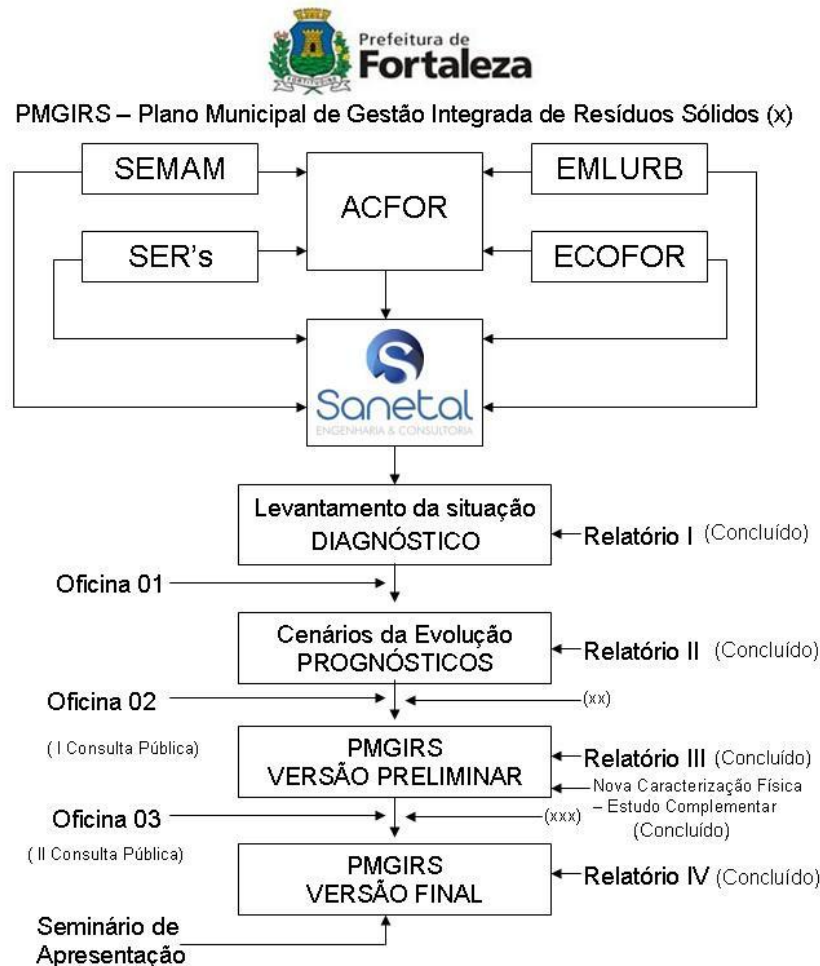 Prefeitura de
Fortaleza
PMGIRS – Plano Municipal de Gestão Integrada de Resíduos Sólidos (x)
SEMAM
EMLURB
ACFOR
SER's
ECOFOR
S
Sanetal
ENGENHARIA & CONSULTORIA
Levantamento da situação
DIAGNÓSTICO
Relatório I (Concluído)
Oficina 01
Cenários da Evolução
PROGNÓSTICOS
Relatório II (Concluído)
Oficina 02
(xx)
( I Consulta Pública)
PMGIRS
VERSÃO PRELIMINAR
Relatório III (Concluído)
Nova Caracterização Física
– Estudo Complementar
(Concluído)
Oficina 03
(xxx)
( II Consulta Pública)
PMGIRS
VERSÃO FINAL
Relatório IV (Concluído)
Seminário de
Apresentação